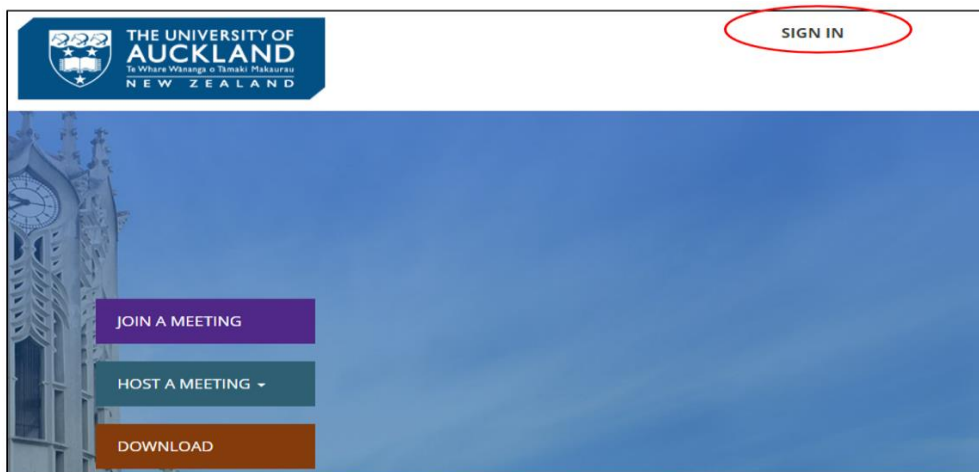 THE UNIVERSITY OF
AUCKLAND
Te Whare Wānanga o Tāmaki Makaurau
NEW ZEALAND
SIGN IN
JOIN A MEETING
HOST A MEETING
DOWNLOAD